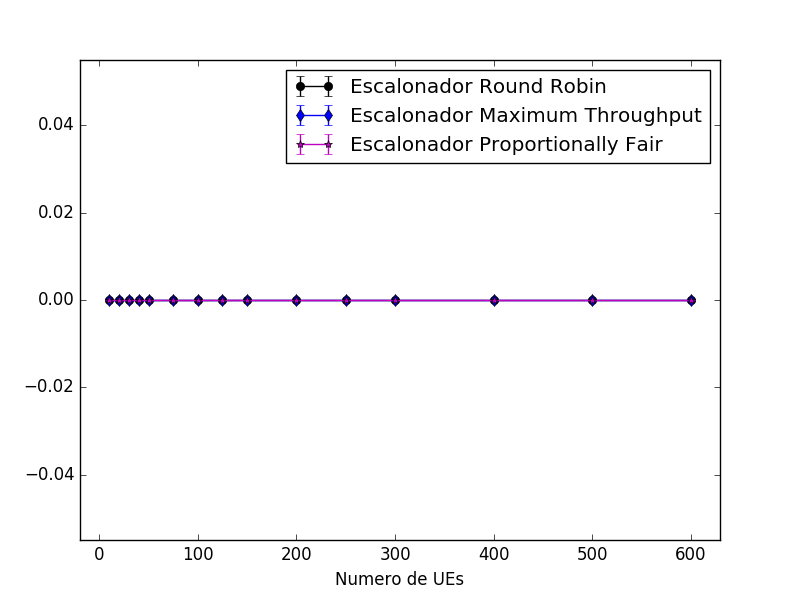 Escalonador Round Robin
Escalonador Maximum Throughput
Escalonador Proportionally Fair
0.04
0.02
0.00
−0.02
−0.04
0 100 200 300 400 500 600
Numero de UEs